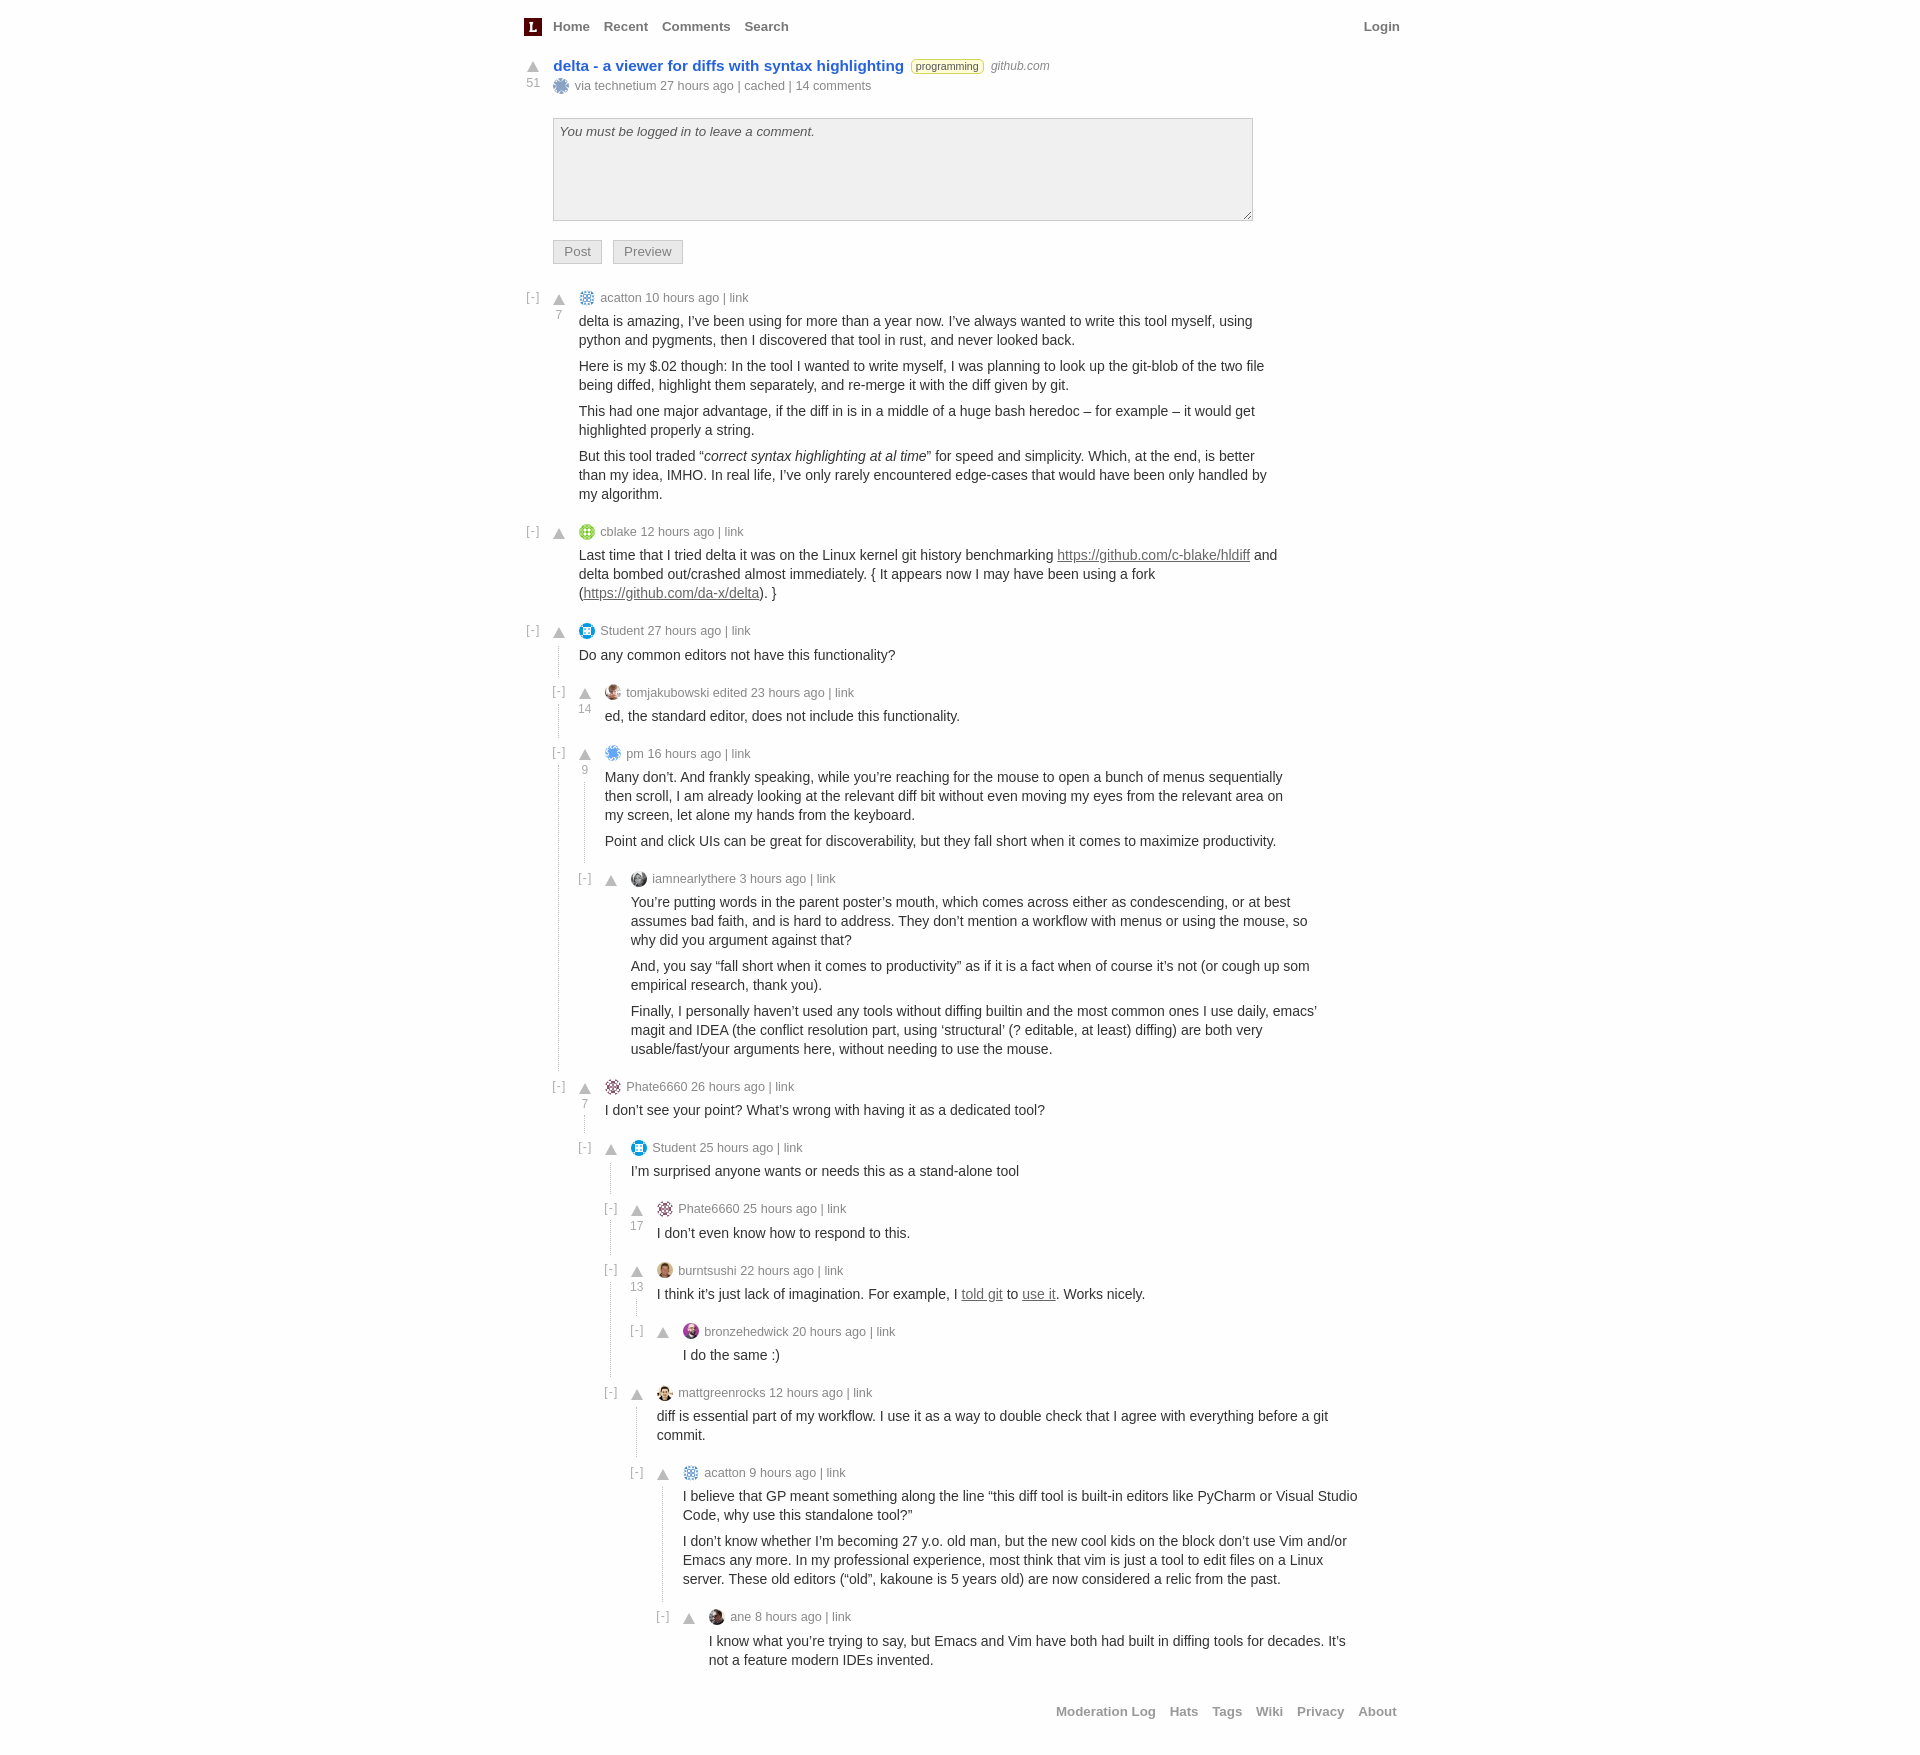 L Home Recent Comments Search Login
delta - a viewer for diffs with syntax highlighting programming github.com
51
via technetium 27 hours ago | cached | 14 comments
You must be logged in to leave a comment.
Post Preview
[-] acatton 10 hours ago | link
7
delta is amazing, I’ve been using for more than a year now. I’ve always wanted to write this tool myself, using
python and pygments, then I discovered that tool in rust, and never looked back.
Here is my $.02 though: In the tool I wanted to write myself, I was planning to look up the git-blob of the two file
being diffed, highlight them separately, and re-merge it with the diff given by git.
This had one major advantage, if the diff in is in a middle of a huge bash heredoc – for example – it would get
highlighted properly a string.
But this tool traded “correct syntax highlighting at al time” for speed and simplicity. Which, at the end, is better
than my idea, IMHO. In real life, I’ve only rarely encountered edge-cases that would have been only handled by
my algorithm.
[-] cblake 12 hours ago | link
Last time that I tried delta it was on the Linux kernel git history benchmarking https://github.com/c-blake/hldiff and
delta bombed out/crashed almost immediately. { It appears now I may have been using a fork
(https://github.com/da-x/delta). }
[-] Student 27 hours ago | link
Do any common editors not have this functionality?
[-] tomjakubowski edited 23 hours ago | link
14
ed, the standard editor, does not include this functionality.
[-] pm 16 hours ago | link
9
Many don’t. And frankly speaking, while you’re reaching for the mouse to open a bunch of menus sequentially
then scroll, I am already looking at the relevant diff bit without even moving my eyes from the relevant area on
my screen, let alone my hands from the keyboard.
Point and click UIs can be great for discoverability, but they fall short when it comes to maximize productivity.
[-] iamnearlythere 3 hours ago | link
You’re putting words in the parent poster’s mouth, which comes across either as condescending, or at best
assumes bad faith, and is hard to address. They don’t mention a workflow with menus or using the mouse, so
why did you argument against that?
And, you say “fall short when it comes to productivity” as if it is a fact when of course it’s not (or cough up som
empirical research, thank you).
Finally, I personally haven’t used any tools without diffing builtin and the most common ones I use daily, emacs’
magit and IDEA (the conflict resolution part, using ‘structural’ (? editable, at least) diffing) are both very
usable/fast/your arguments here, without needing to use the mouse.
[-] Phate6660 26 hours ago | link
7
I don’t see your point? What’s wrong with having it as a dedicated tool?
[-] Student 25 hours ago | link
I’m surprised anyone wants or needs this as a stand-alone tool
[-] Phate6660 25 hours ago | link
17
I don’t even know how to respond to this.
[-] burntsushi 22 hours ago | link
13
I think it’s just lack of imagination. For example, I told git to use it. Works nicely.
[-] bronzehedwick 20 hours ago | link
I do the same :)
[-] mattgreenrocks 12 hours ago | link
diff is essential part of my workflow. I use it as a way to double check that I agree with everything before a git
commit.
[-] acatton 9 hours ago | link
I believe that GP meant something along the line “this diff tool is built-in editors like PyCharm or Visual Studio
Code, why use this standalone tool?”
I don’t know whether I’m becoming 27 y.o. old man, but the new cool kids on the block don’t use Vim and/or
Emacs any more. In my professional experience, most think that vim is just a tool to edit files on a Linux
server. These old editors (“old”, kakoune is 5 years old) are now considered a relic from the past.
[-] ane 8 hours ago | link
I know what you’re trying to say, but Emacs and Vim have both had built in diffing tools for decades. It’s
not a feature modern IDEs invented.
Moderation Log Hats Tags Wiki Privacy About